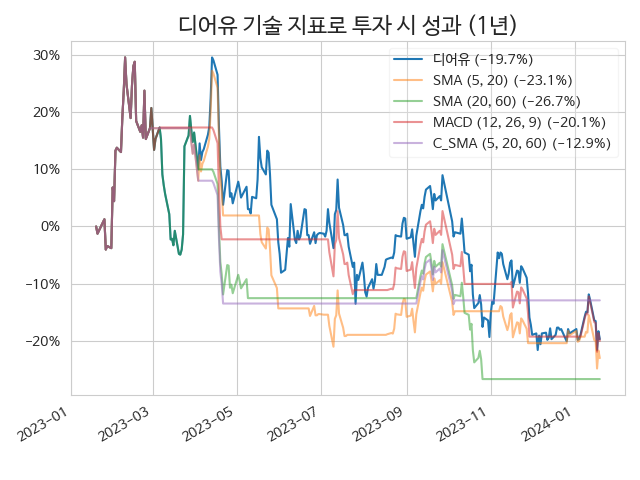 디어유 기술 지표로 투자 시 성과 (1년)
디어유 (−19.7%)
SMA (5, 20) (−23.1%)
SMA (20, 60) (−26.7%)
MACD (12, 26, 9) (−20.1%)
C_SMA (5, 20, 60) (−12.9%)
30%
20%
10%
0%
−10%
−20%
2023−01
2023−03
2023−05
2023−07
2023−09
2023−11
2024−01